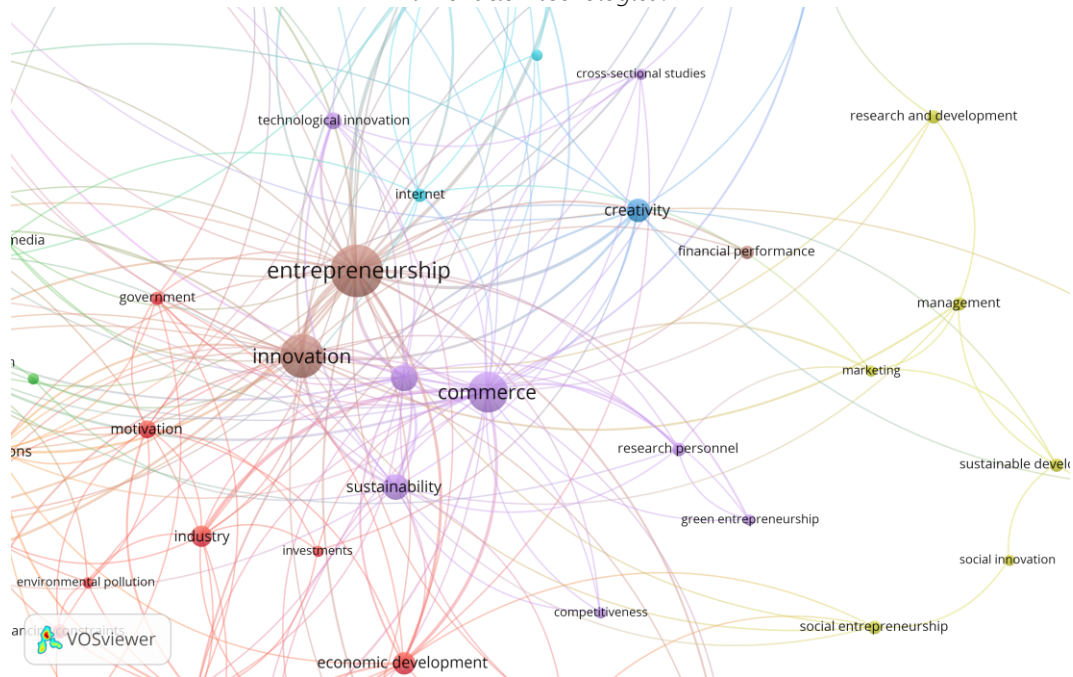 cross-sectional studies
research and development
technological innovation
internet
creativity
media
financial performance
entrepreneurship
government
management
innovation
marketing
commerce
motivation
research personnel
ons
sustainable develo
sustainability
green entrepreneurship
industry
investments
social innovation
environmental pollution
competitiveness
social entrepreneurship
VOSviewer
economic development